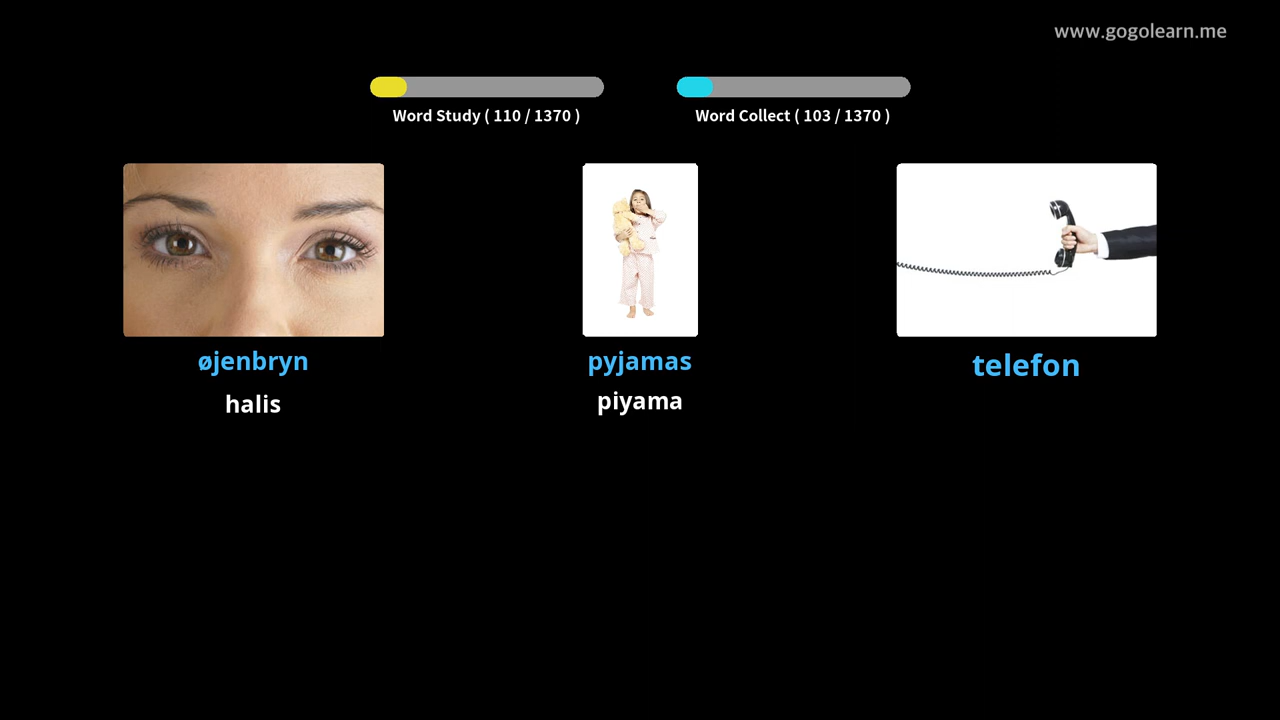 www.gogolearn.me
Word Study ( 110 / 1370 )
Word Collect ( 103 / 1370 )
øjenbryn
halis
pyjamas
piyama
telefon